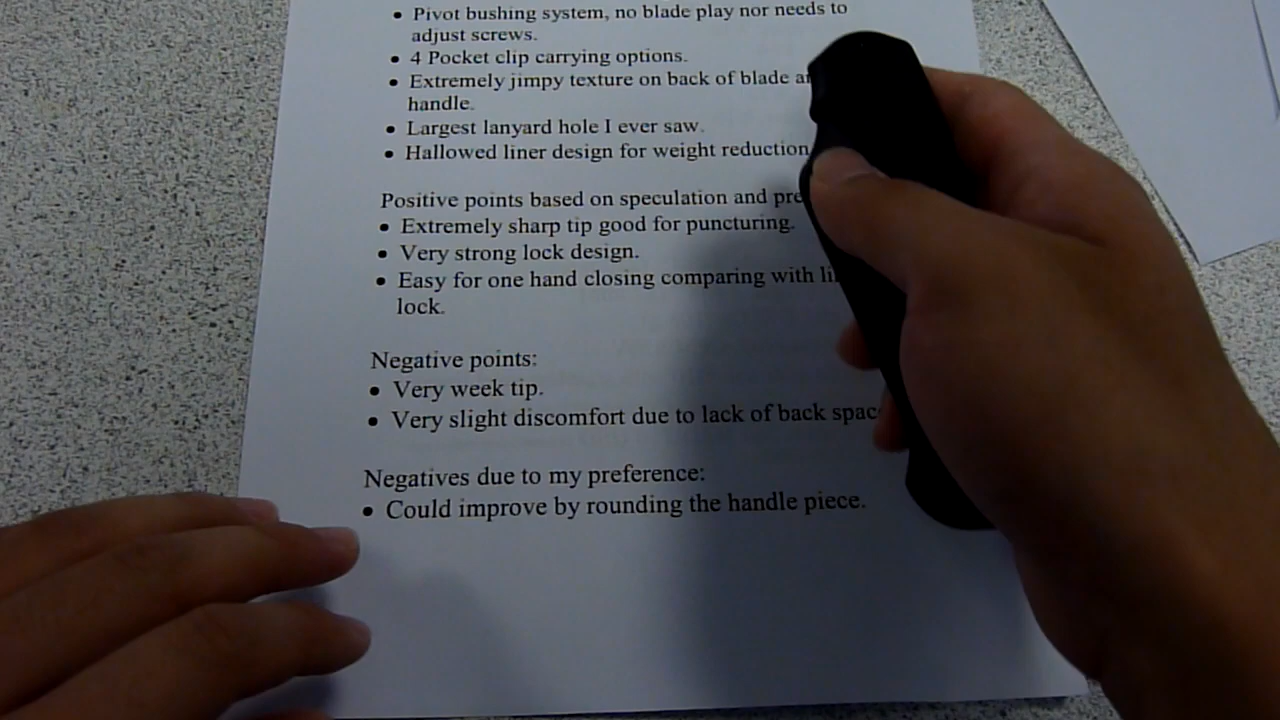 • Pivot bushing system, no blade play nor needs to
adjust screws.
• 4 Pocket clip carrying options.
• Extremely jimpy texture on back of blade
handle.
• Largest lanyard hole I ever saw.
• Hallowed liner design for weight reduction
Positive points based on speculation and
• Extremely sharp tip good for puncturing.
• Very strong lock design.
• Easy for one hand closing comparing with
lock.
Negative points:
• Very week tip.
• Very slight discomfort due to lack of back
Negatives due to my preference:
• Could improve by rounding the handle piece.